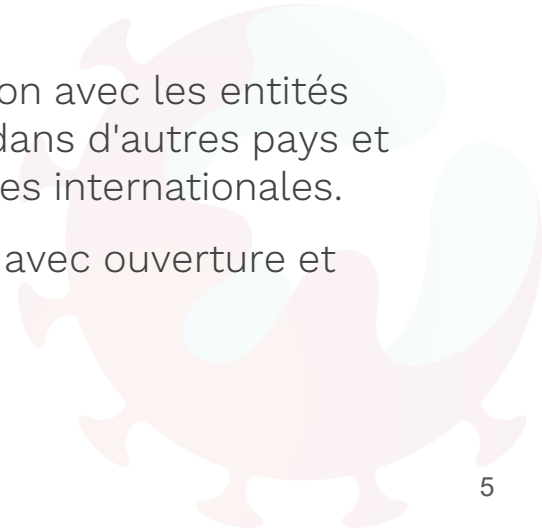 on avec les entités
dans d'autres pays et
es internationales.
avec ouverture et
5